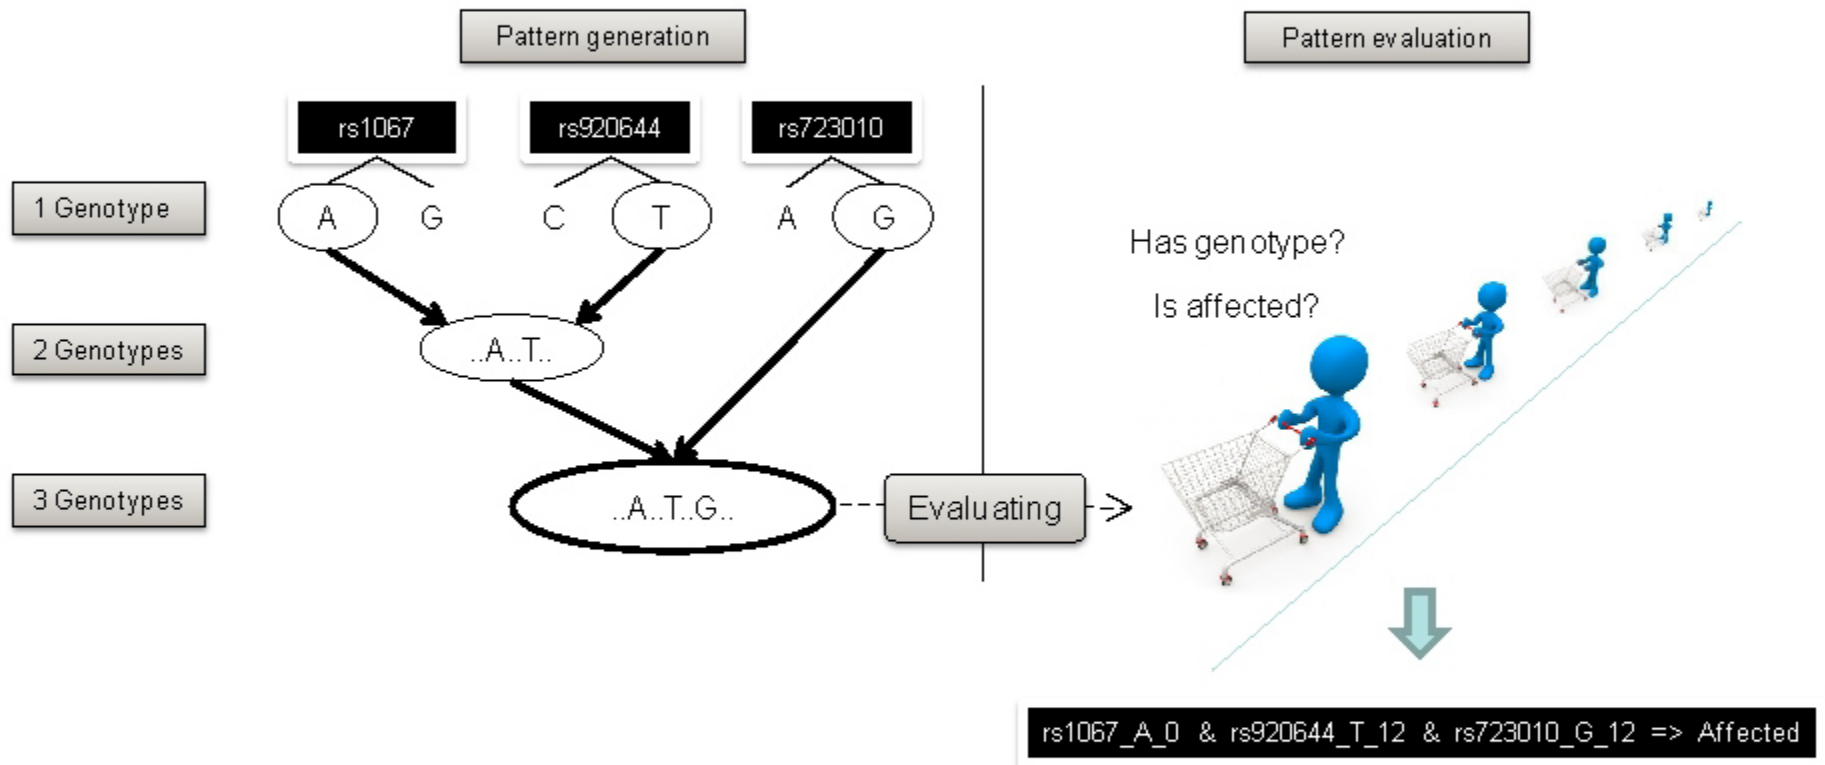 Pattern generation
Pattern evaluation
rs1067
rs920644
rs723010
1 Genotype
A
G
C
T
A
G
Has genotype?
Is affected?
2 Genotypes
..A..T..
3 Genotypes
..A..T..G..
Evaluating
rs1067_A_0 & rs920644_T_12 & rs723010_G_12 => Affected